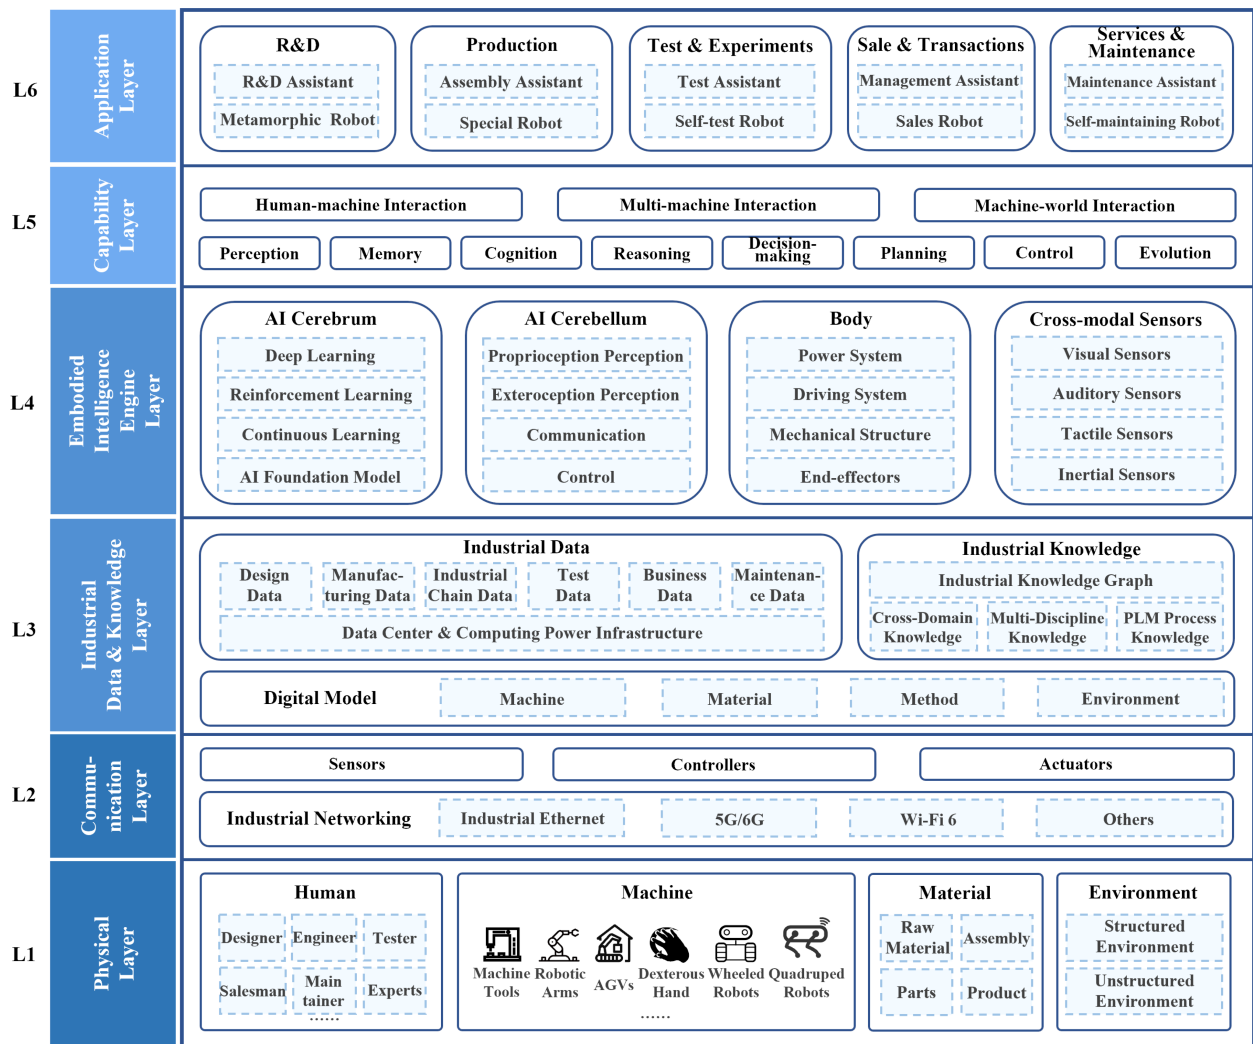 L6
Application
Layer
R&D
R&D Assistant
Metamorphic Robot
Production
Assembly Assistant
Special Robot
Test & Experiments
Test Assistant
Self-test Robot
Sale & Transactions
Management Assistant
Sales Robot
Services &
Maintenance
Maintenance Assistant
Self-maintaining Robot
L5
Capability
Layer
Human-machine Interaction
Multi-machine Interaction
Machine-world Interaction
Perception
Memory
Cognition
Reasoning
Decision-
making
Planning
Control
Evolution
L4
Embodied
Intelligence
Engine
Layer
AI Cerebrum
Deep Learning
Reinforcement Learning
Continuous Learning
AI Foundation Model
AI Cerebellum
Proprioception Perception
Exteroception Perception
Communication
Control
Body
Power System
Driving System
Mechanical Structure
End-effectors
Cross-modal Sensors
Visual Sensors
Auditory Sensors
Tactile Sensors
Inertial Sensors
L3
Industrial
Data & Knowledge
Layer
Industrial Data
Design
Data
Manufac-
turing Data
Industrial
Chain Data
Test
Data
Business
Data
Maintenan-
ce Data
Data Center & Computing Power Infrastructure
Industrial Knowledge
Industrial Knowledge Graph
Cross-Domain
Knowledge
Multi-Discipline
Knowledge
PLM Process
Knowledge
Digital Model
Machine
Material
Method
Environment
L2
Commu-
nication
Layer
Sensors
Controllers
Actuators
Industrial Networking
Industrial Ethernet
5G/6G
Wi-Fi 6
Others
L1
Physical
Layer
Human
Designer
Engineer
Tester
Salesman
Main
tainer
Experts
......
Machine
Machine
Tools
Robotic
Arms
AGVs
Dexterous
Hand
Wheeled
Robots
Quadruped
Robots
......
Material
Raw
Material
Assembly
Parts
Product
Environment
Structured
Environment
Unstructured
Environment